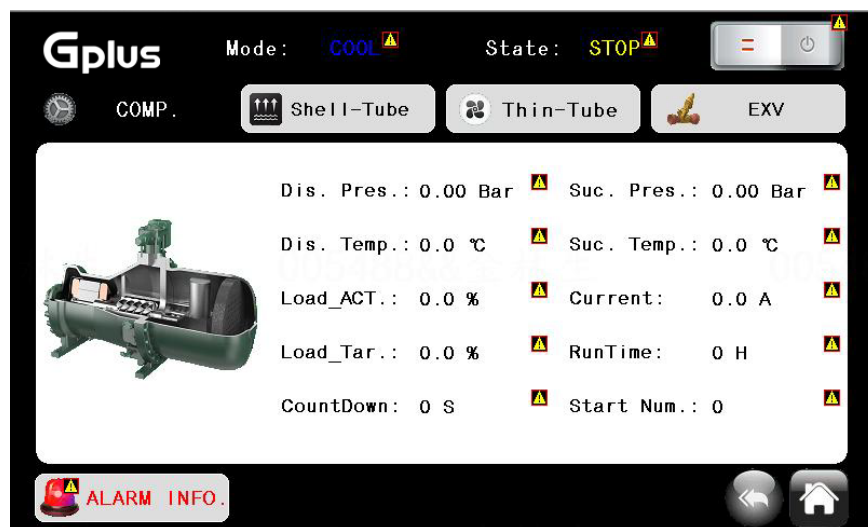 Gplus Mode: COOL State: STOP
COMP. Shell-Tube Thin-Tube EXV
Dis. Pres.: 0.00 Bar Suc. Pres.: 0.00 Bar
Dis. Temp.: 0.0 ℃ Suc. Temp.: 0.0 ℃
Load_ACT.: 0.0 % Current: 0.0 A
Load_Tar.: 0.0 % RunTime: 0 H
CountDown: 0 S Start Num.: 0
ALARM INFO.